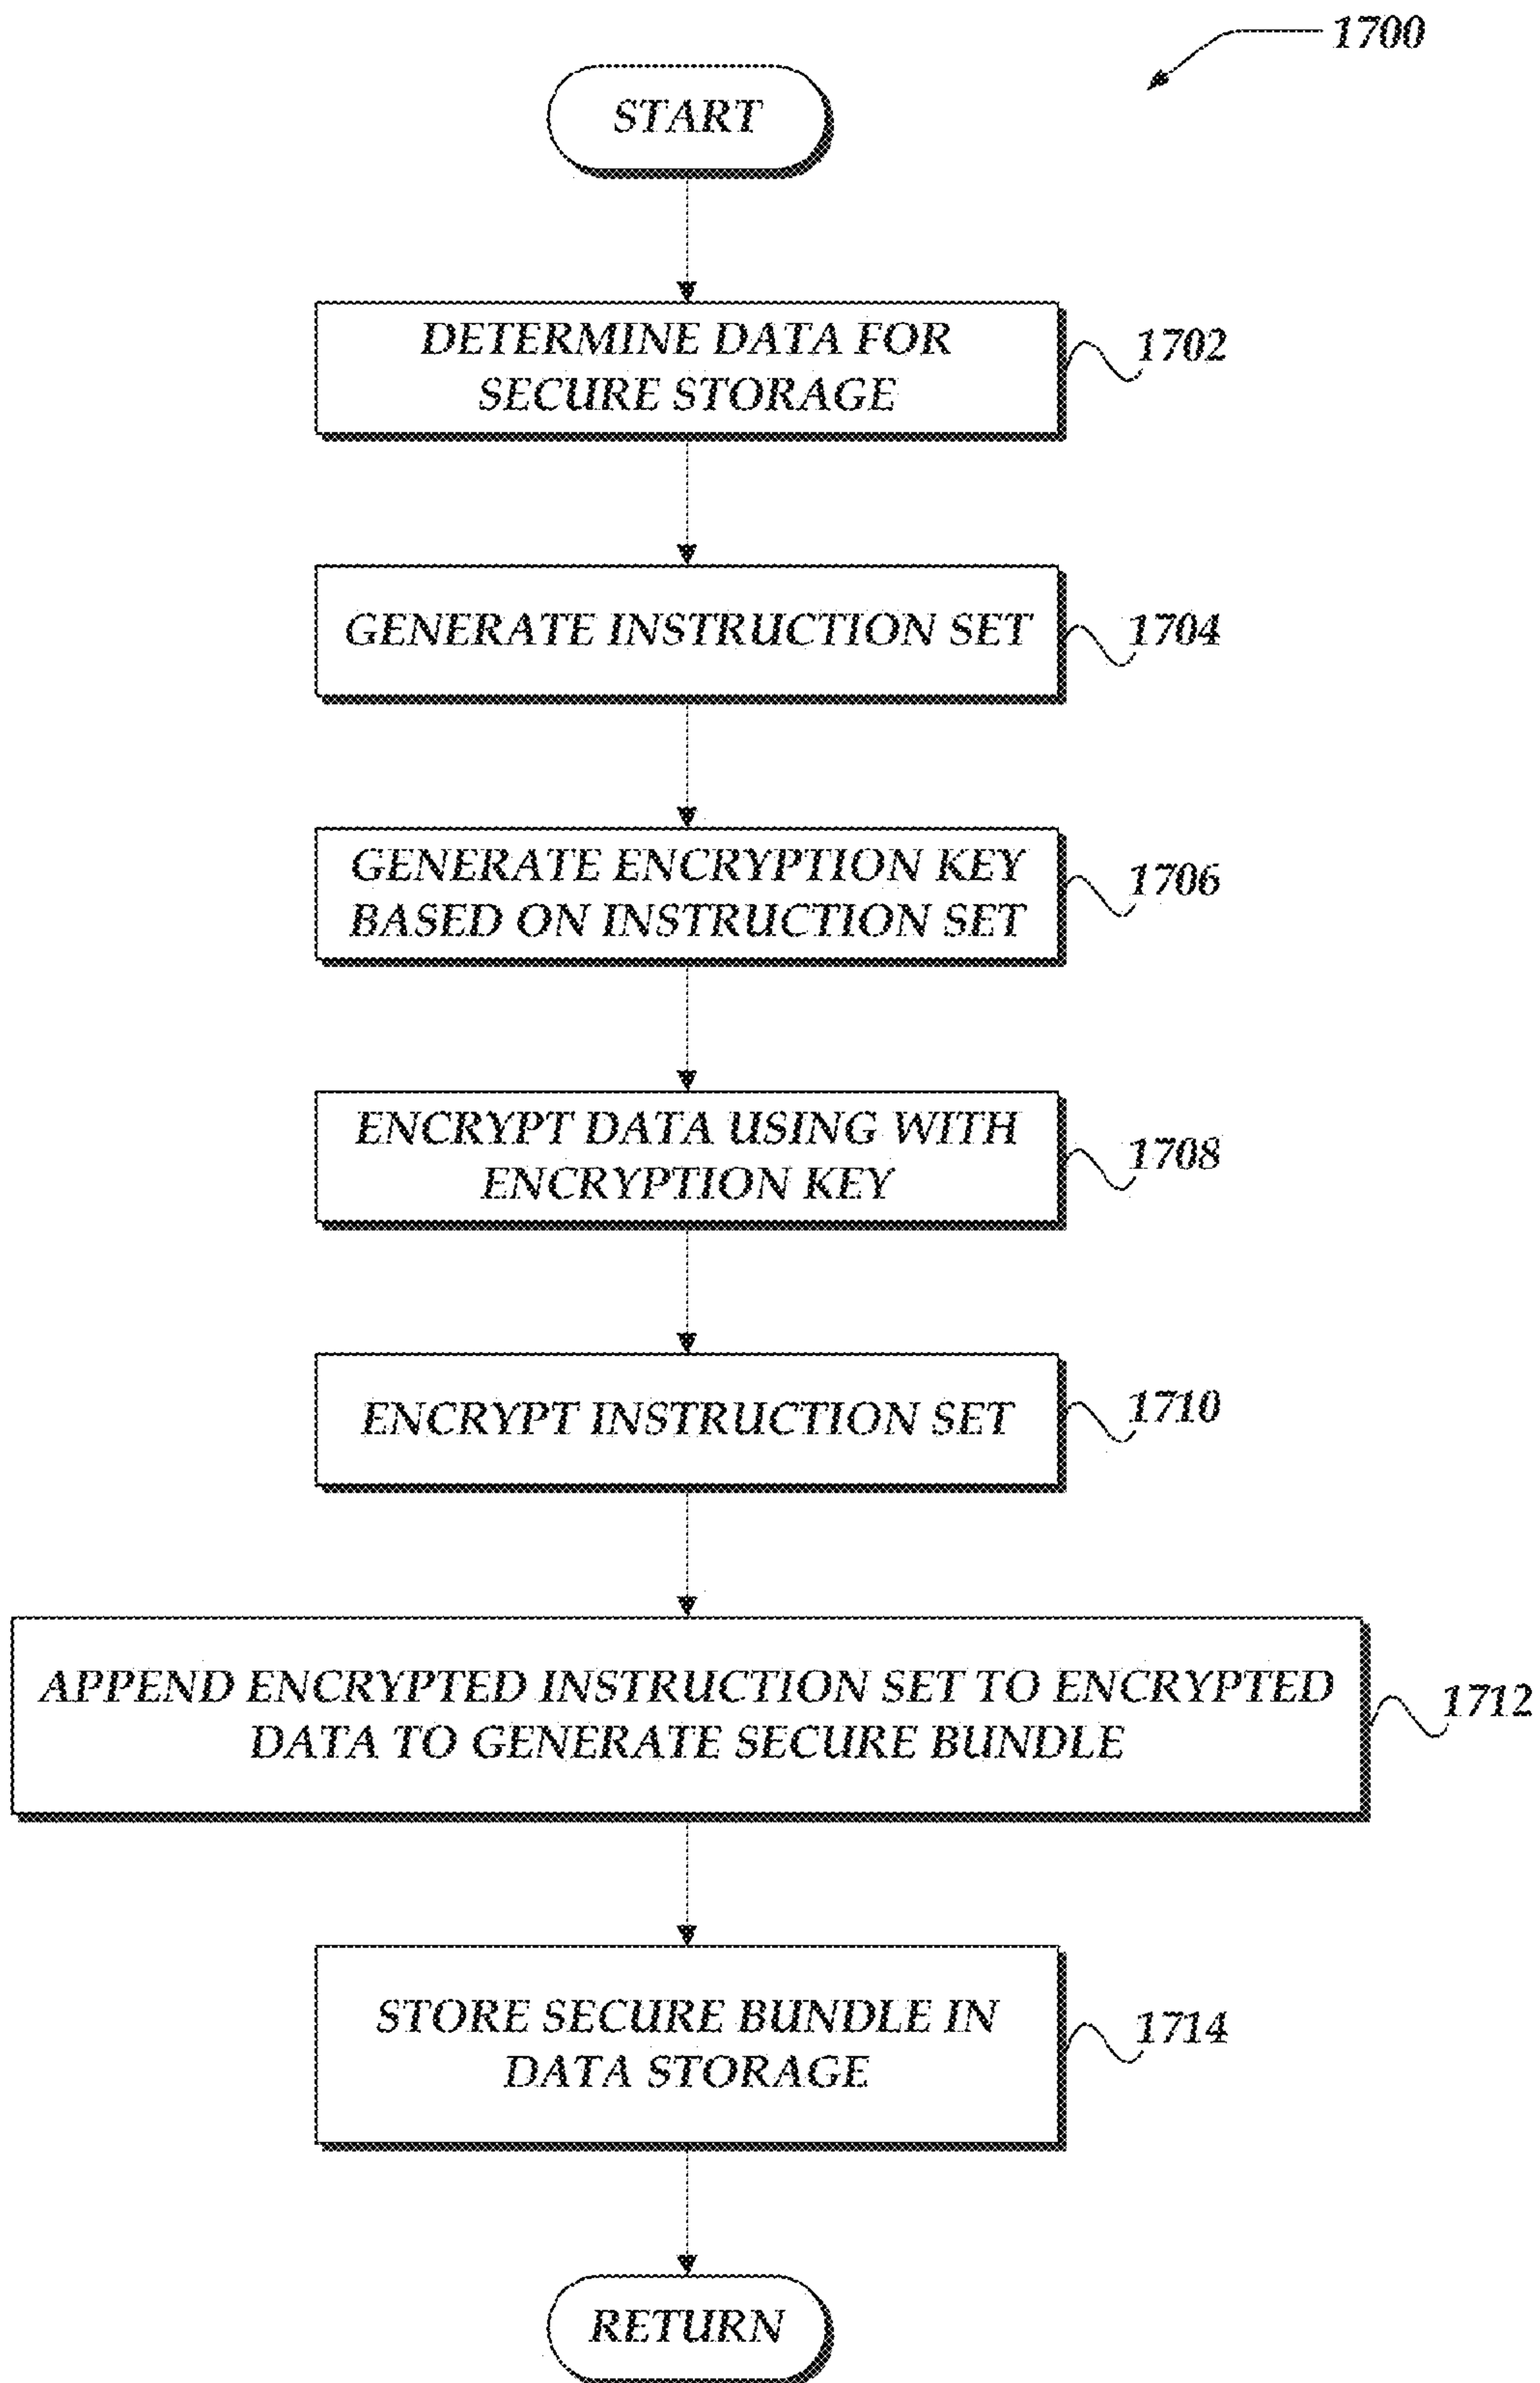 1700
START
DETERMINE DATA FOR
SECURE STORAGE
1702
GENERATE INSTRUCTION SET
1704
GENERATE ENCRYPTION KEY
BASED ON INSTRUCTION SET
1706
ENCRYPT DATA USING WITH
ENCRYPTION KEY
1708
ENCRYPT INSTRUCTION SET
1710
APPEND ENCRYPTED INSTRUCTION SET TO ENCRYPTED
DATA TO GENERATE SECURE BUNDLE
1712
STORE SECURE BUNDLE IN
DATA STORAGE
1714
RETURN